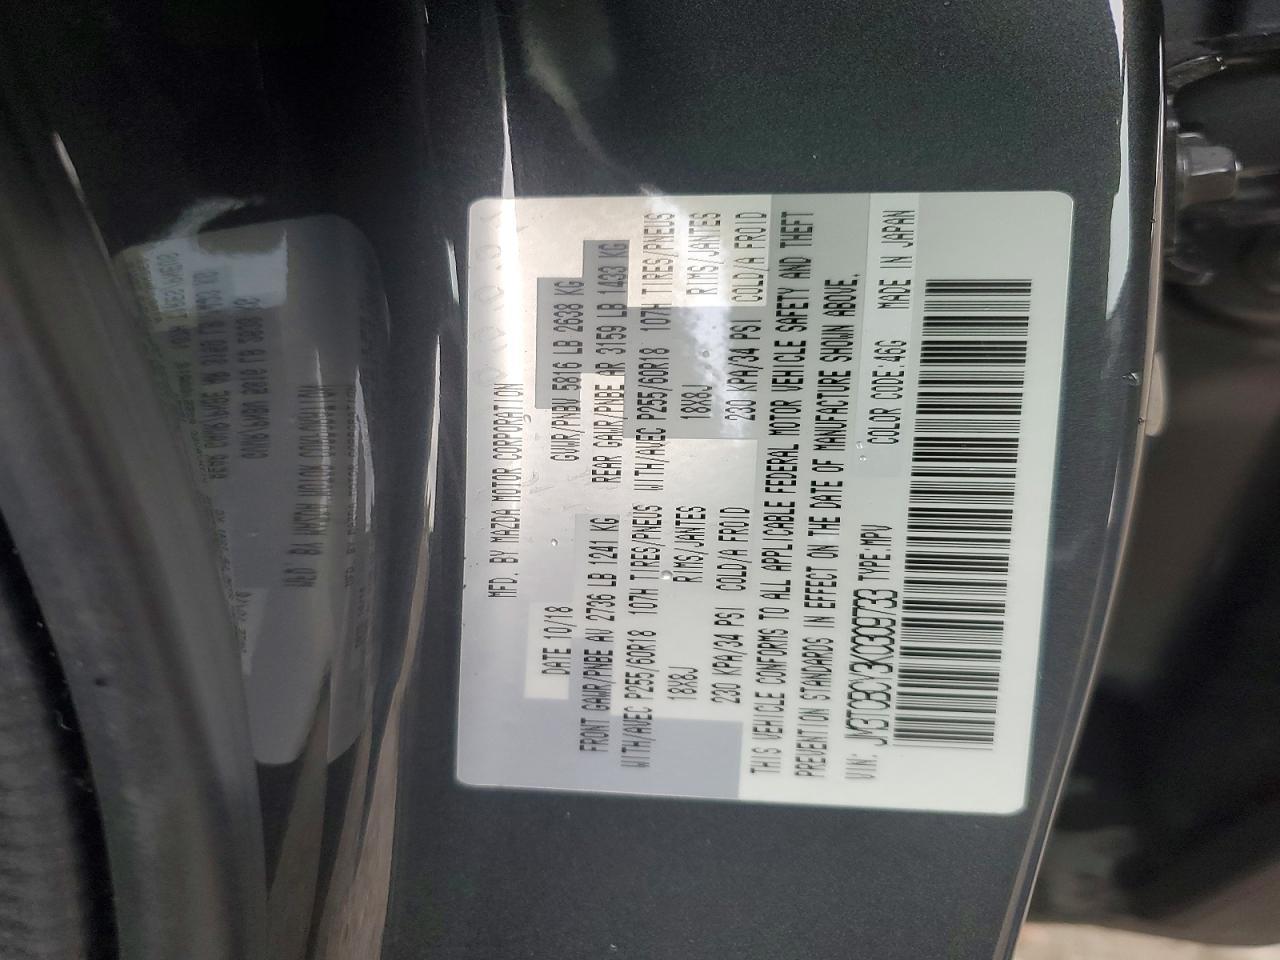 MFD. BY MAZDA MOTOR CORPORATION
DATE 10/18 GVWR/PNBV 5816 LB 2638 KG
FRONT GAWR/PNBE AV 2736 LB 1241 KG REAR GAWR/PNBE AR 3159 LB 1433 KG
WITH/AVEC P255/60R18 107H TIRES/PNEUS WITH/AVEC P255/60R18 107H TIRES/PNEUS
18X8J RIMS/JANTES 18X8J RIMS/JANTES
230 KPA/34 PSI COLD/A FROID 230 KPA/34 PSI COLD/A FROID
THIS VEHICLE CONFORMS TO ALL APPLICABLE FEDERAL MOTOR VEHICLE SAFETY AND THEFT
PREVENTION STANDARDS IN EFFECT ON THE DATE OF MANUFACTURE SHOWN ABOVE.
VIN: JM3TCBCY3K0309733 TYPE:MPV COLOR CODE:46G MADE IN JAPAN